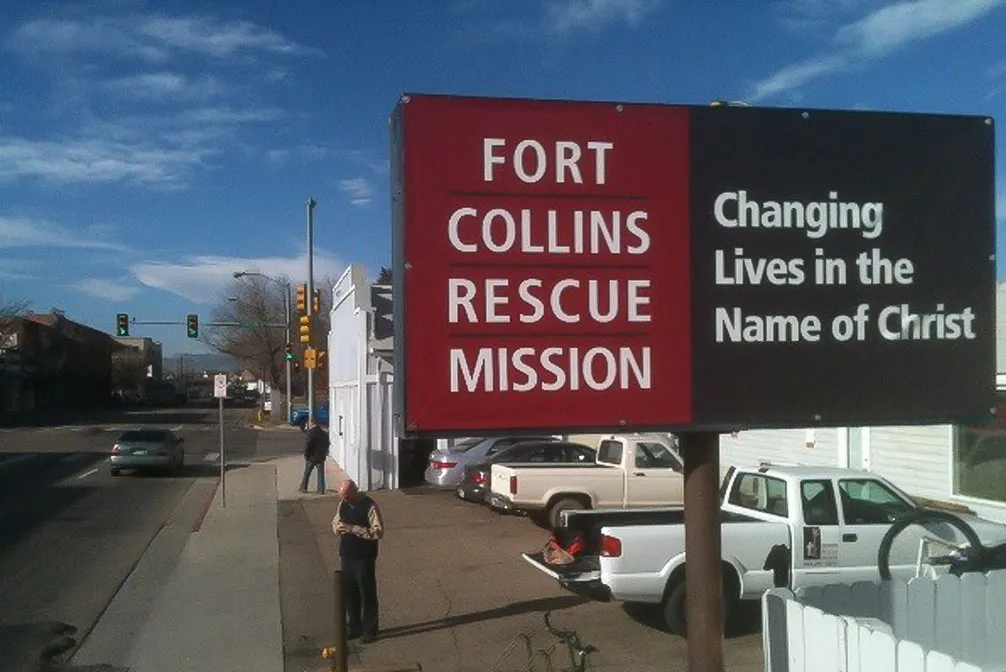 FORT
COLLINS
RESCUE
MISSION
Changing
Lives in the
Name of Christ